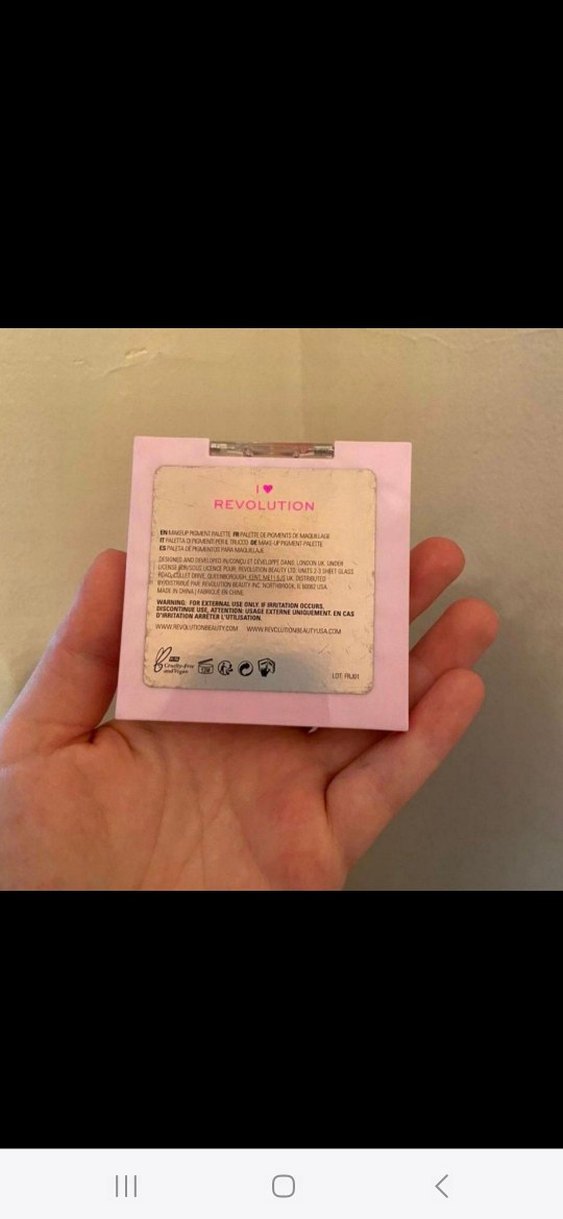 I ♥
REVOLUTION
EN MAKEUP PIGMENT PALETTE FR PALETTE DE PIGMENTS DE MAQUILLAGE
IT PALETTA DI PIGMENTI PER IL TRUCCO DE MAKE-UP PIGMENT-PALETTE
ES PALETA DE PIGMENTOS PARA MAQUILLAJE
DESIGNED AND DEVELOPED IN/CONÇU ET DÉVELOPPÉ DANS: LONDON UK. UNDER
LICENSE FOR/SOUS LICENCE POUR: REVOLUTION BEAUTY LTD. UNITS 2-3 SHEET GLASS
ROAD, CULLET DRIVE, QUEENBOROUGH, KENT, UK. DISTRIBUTED
BY/DISTRIBUÉ PAR: REVOLUTION BEAUTY INC. NORTHBROOK, IL 60062 USA.
MADE IN CHINA | FABRIQUÉ EN CHINE.
WARNING: FOR EXTERNAL USE ONLY. IF IRRITATION OCCURS,
DISCONTINUE USE, ATTENTION: USAGE EXTERNE UNIQUEMENT. EN CAS
D'IRRITATION ARRÊTER L'UTILISATION.
WWW.REVOLUTIONBEAUTY.COM WWW.REVOLUTIONBEAUTYUSA.COM
Cruelty-Free
and Vegan
12M
LOT: FRJ01